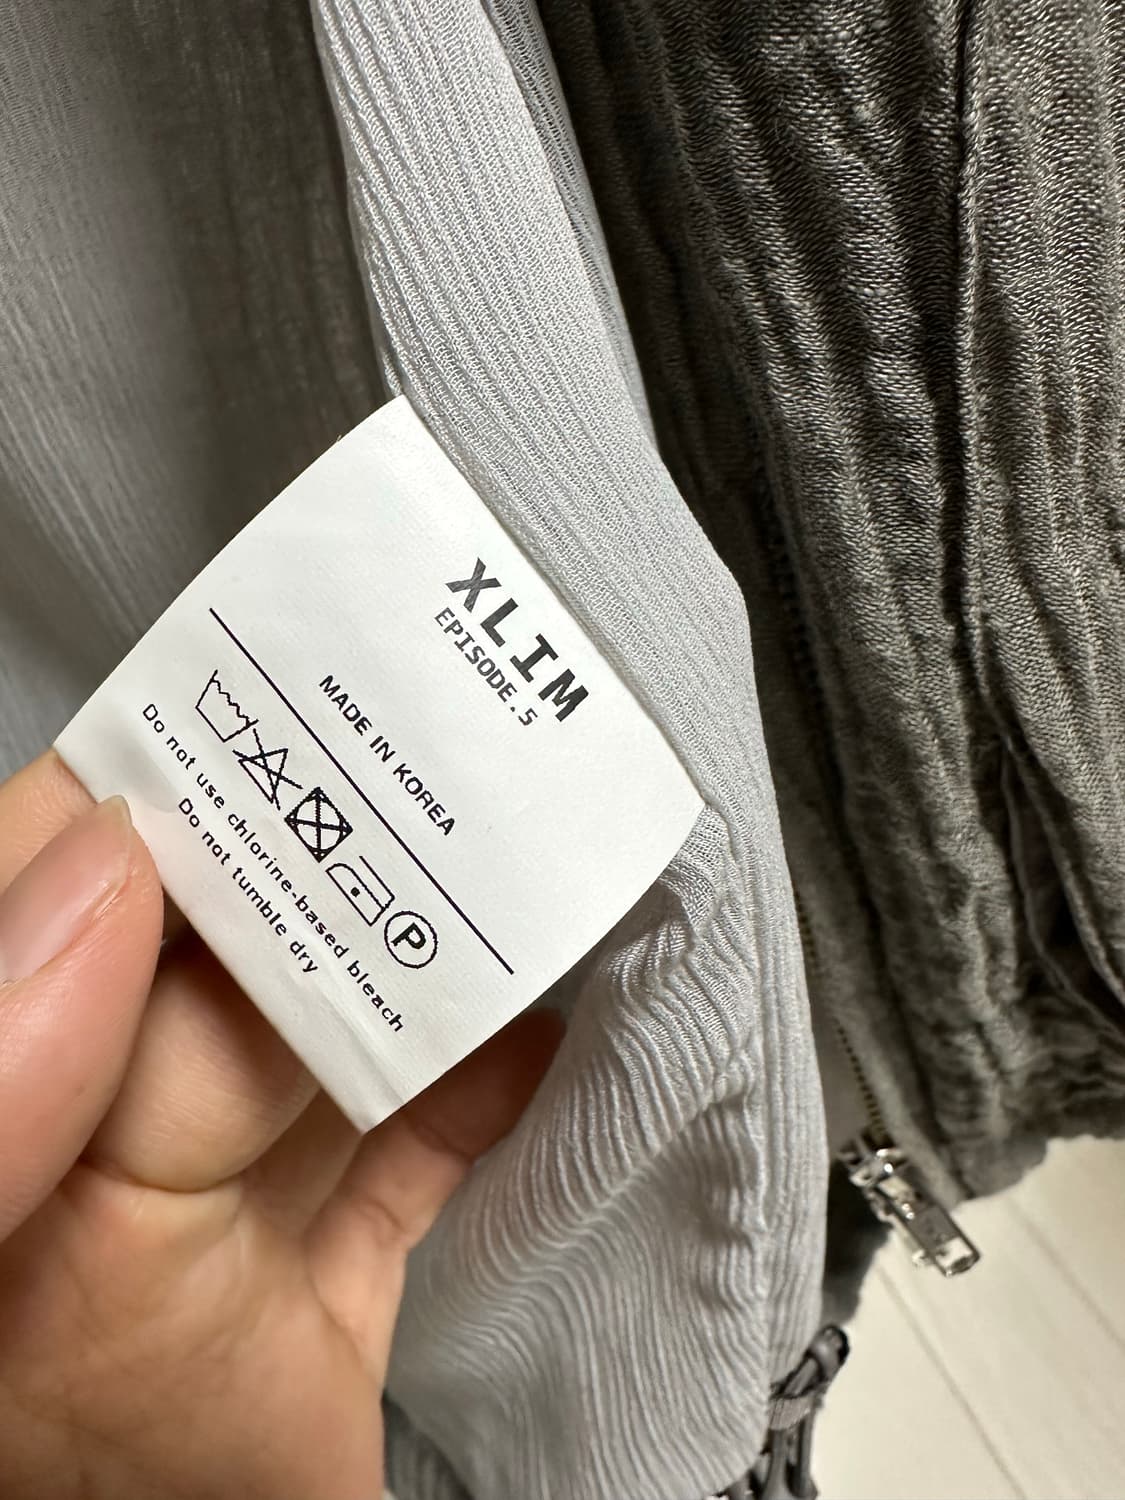 XLIM
EPISODE.5
MADE IN KOREA
P
Do not use chlorine-based bleach
Do not tumble dry